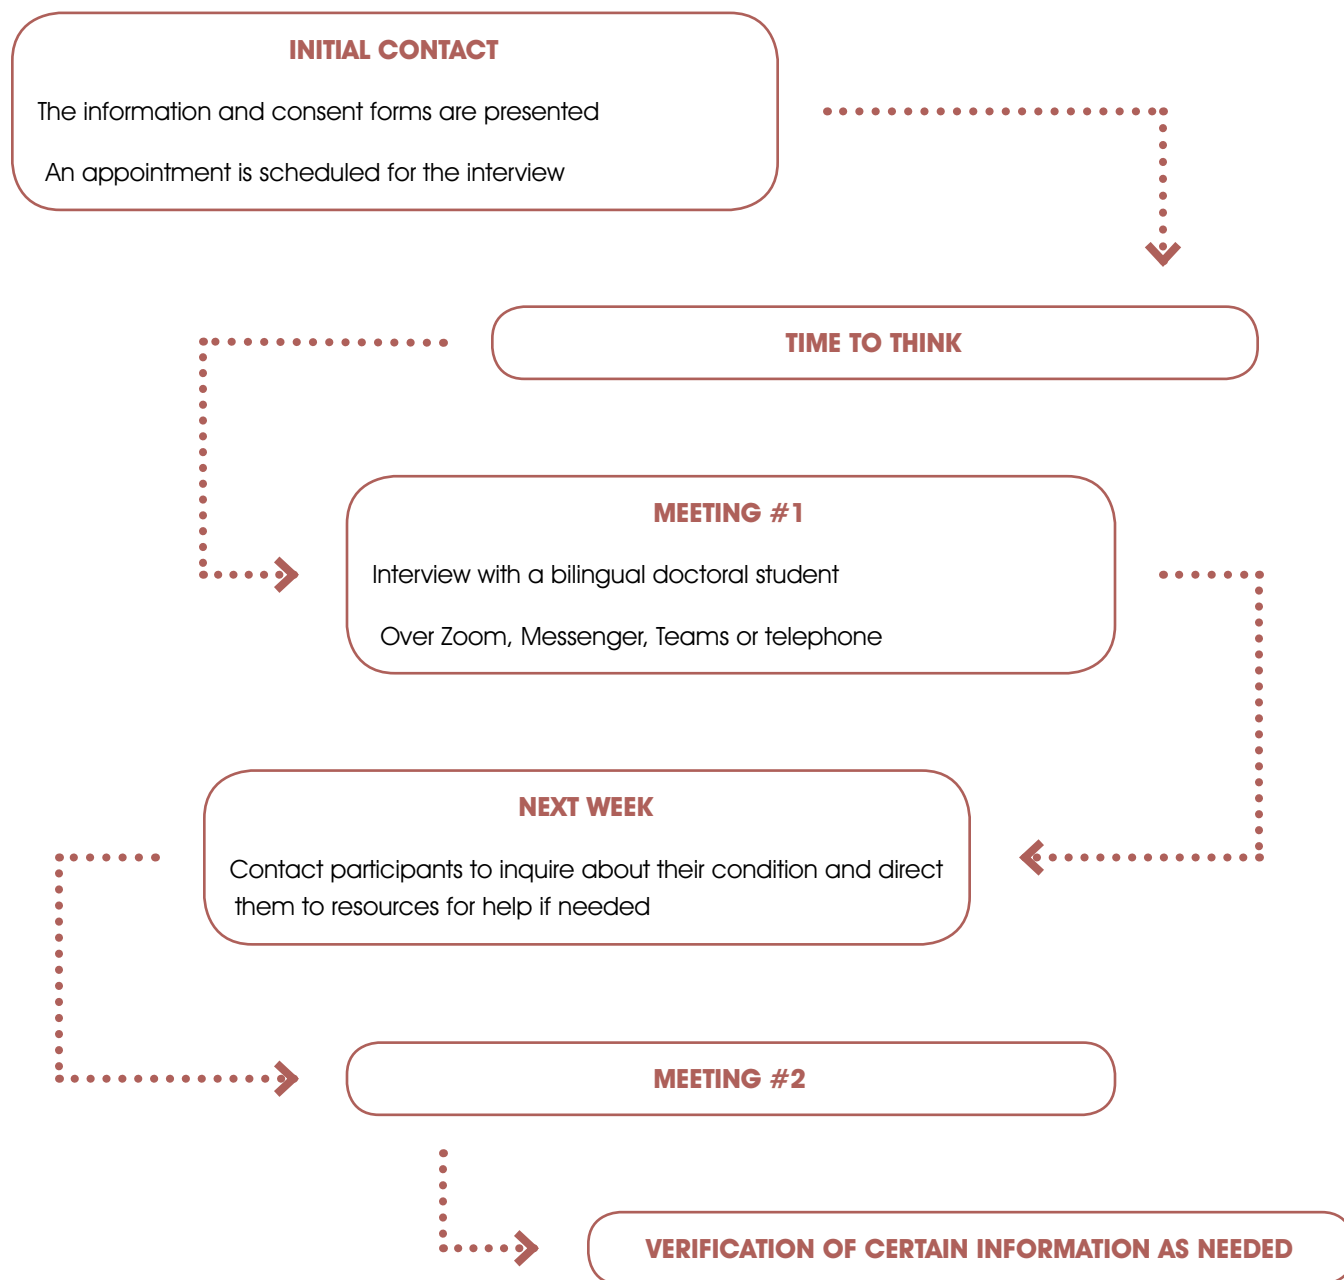 INITIAL CONTACT
The information and consent forms are presented
An appointment is scheduled for the interview
TIME TO THINK
MEETING #1
Interview with a bilingual doctoral student
Over Zoom, Messenger, Teams or telephone
NEXT WEEK
Contact participants to inquire about their condition and direct
them to resources for help if needed
MEETING #2
VERIFICATION OF CERTAIN INFORMATION AS NEEDED